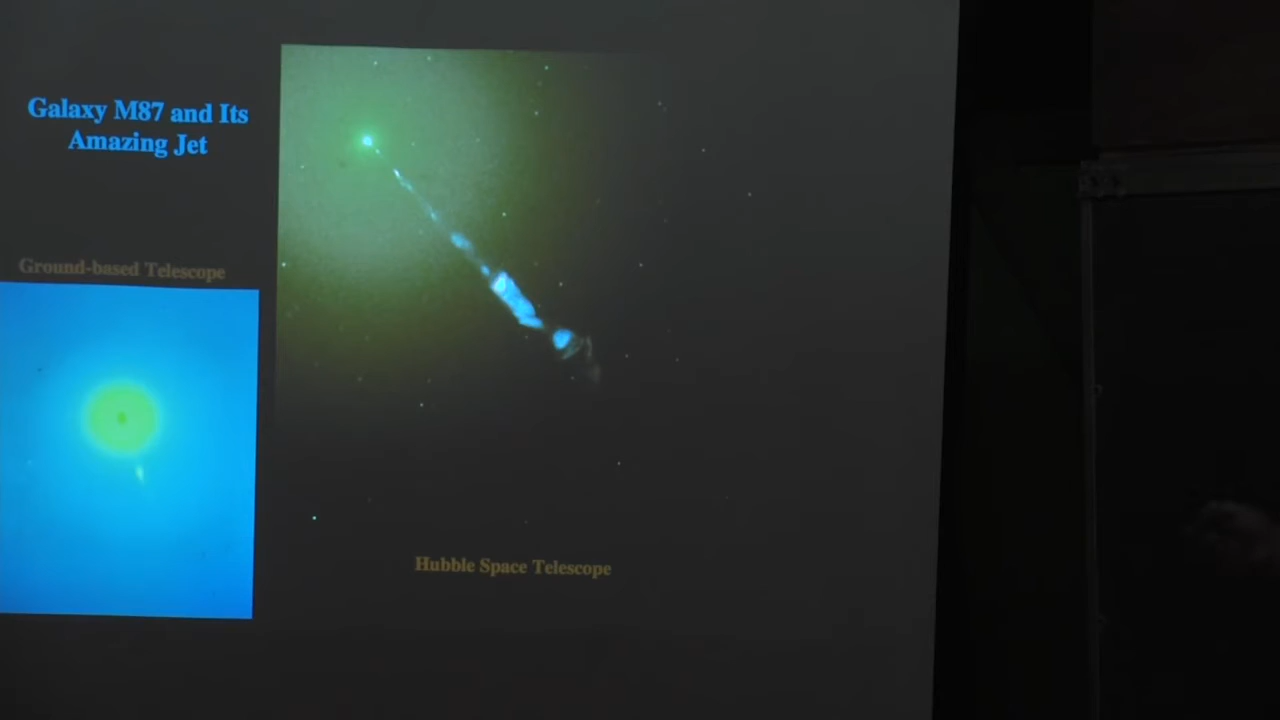 Galaxy M87 and Its
Amazing Jet
Ground-based Telescope
Hubble Space Telescope